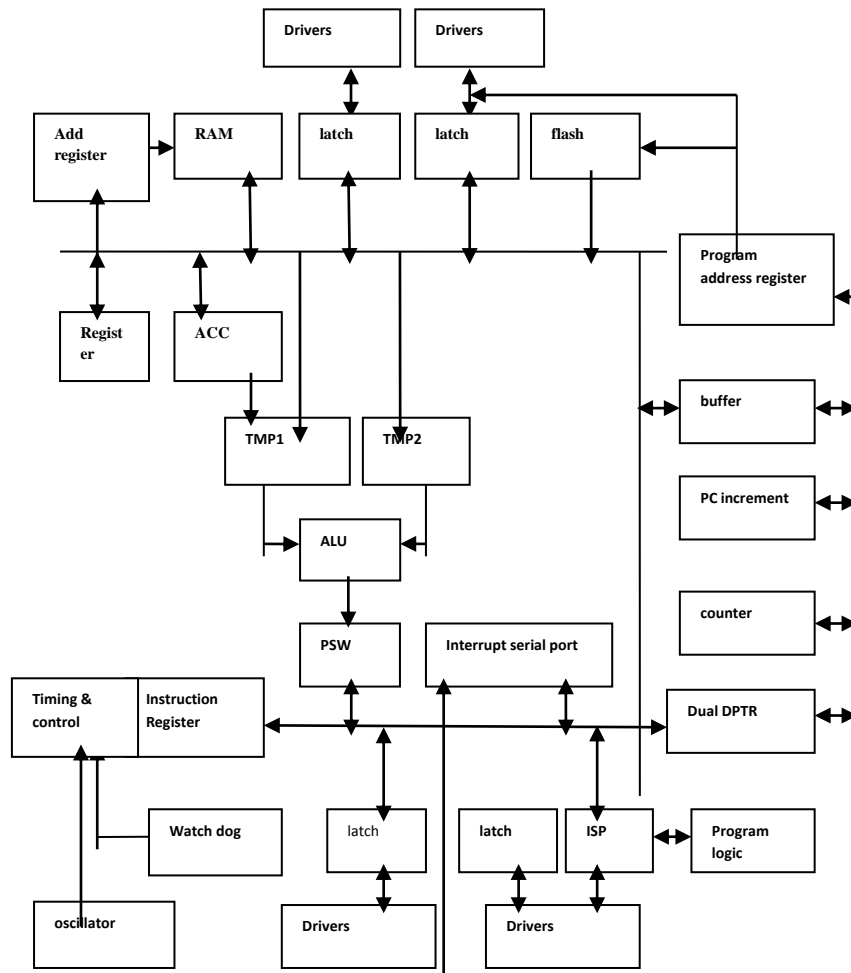 Drivers
Drivers
Add
register
RAM
latch
latch
flash
Program
address register
Regist
er
ACC
buffer
TMP1
TMP2
PC increment
ALU
counter
PSW
Interrupt serial port
Timing &
control
Instruction
Register
Dual DPTR
Watch dog
latch
latch
ISP
Program
logic
oscillator
Drivers
Drivers